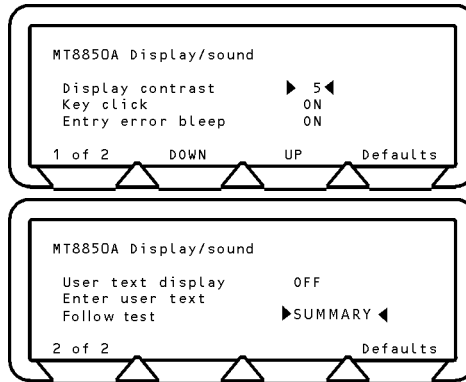 MT8850A Display/sound
Display contrast ▶ 5◀
Key click ON
Entry error bleep ON
1 of 2 DOWN UP Defaults
MT8850A Display/sound
User text display OFF
Enter user text
Follow test ▶SUMMARY ◀
2 of 2 Defaults